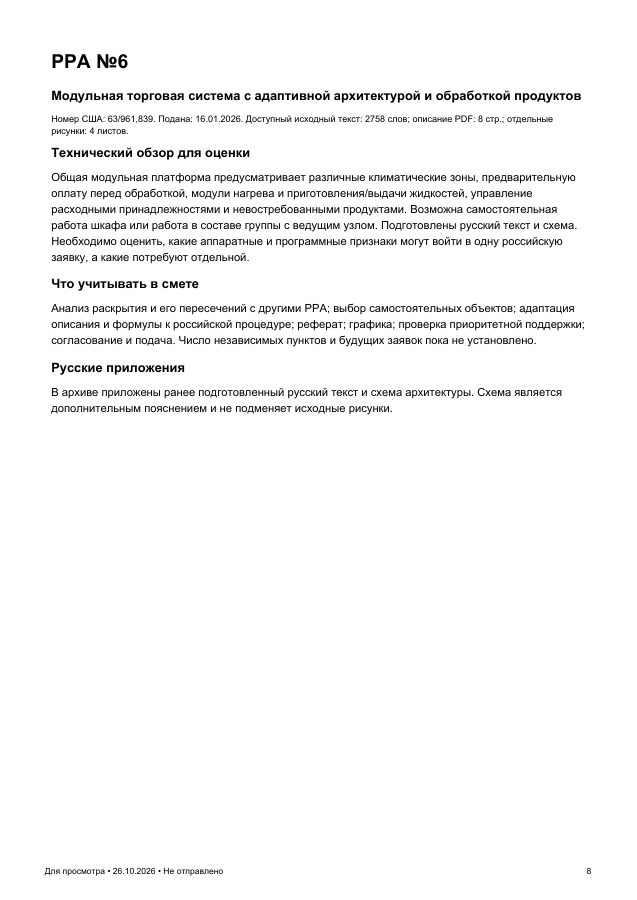 PPA №6
Модульная торговая система с адаптивной архитектурой и обработкой продуктов
Номер США: 63/961,839. Подана: 16.01.2026. Доступный исходный текст: 2758 слов; описание PDF: 8 стр.; отдельные
рисунки: 4 листов.
Технический обзор для оценки
Общая модульная платформа предусматривает различные климатические зоны, предварительную
оплату перед обработкой, модули нагрева и приготовления/выдачи жидкостей, управление
расходными принадлежностями и невостребованными продуктами. Возможна самостоятельная
работа шкафа или работа в составе группы с ведущим узлом. Подготовлены русский текст и схема.
Необходимо оценить, какие аппаратные и программные признаки могут войти в одну российскую
заявку, а какие потребуют отдельной.
Что учитывать в смете
Анализ раскрытия и его пересечений с другими PPA; выбор самостоятельных объектов; адаптация
описания и формулы к российской процедуре; реферат; графика; проверка приоритетной поддержки;
согласование и подача. Число независимых пунктов и будущих заявок пока не установлено.
Русские приложения
В архиве приложены ранее подготовленный русский текст и схема архитектуры. Схема является
дополнительным пояснением и не подменяет исходные рисунки.
Для просмотра • 26.10.2026 • Не отправлено
8